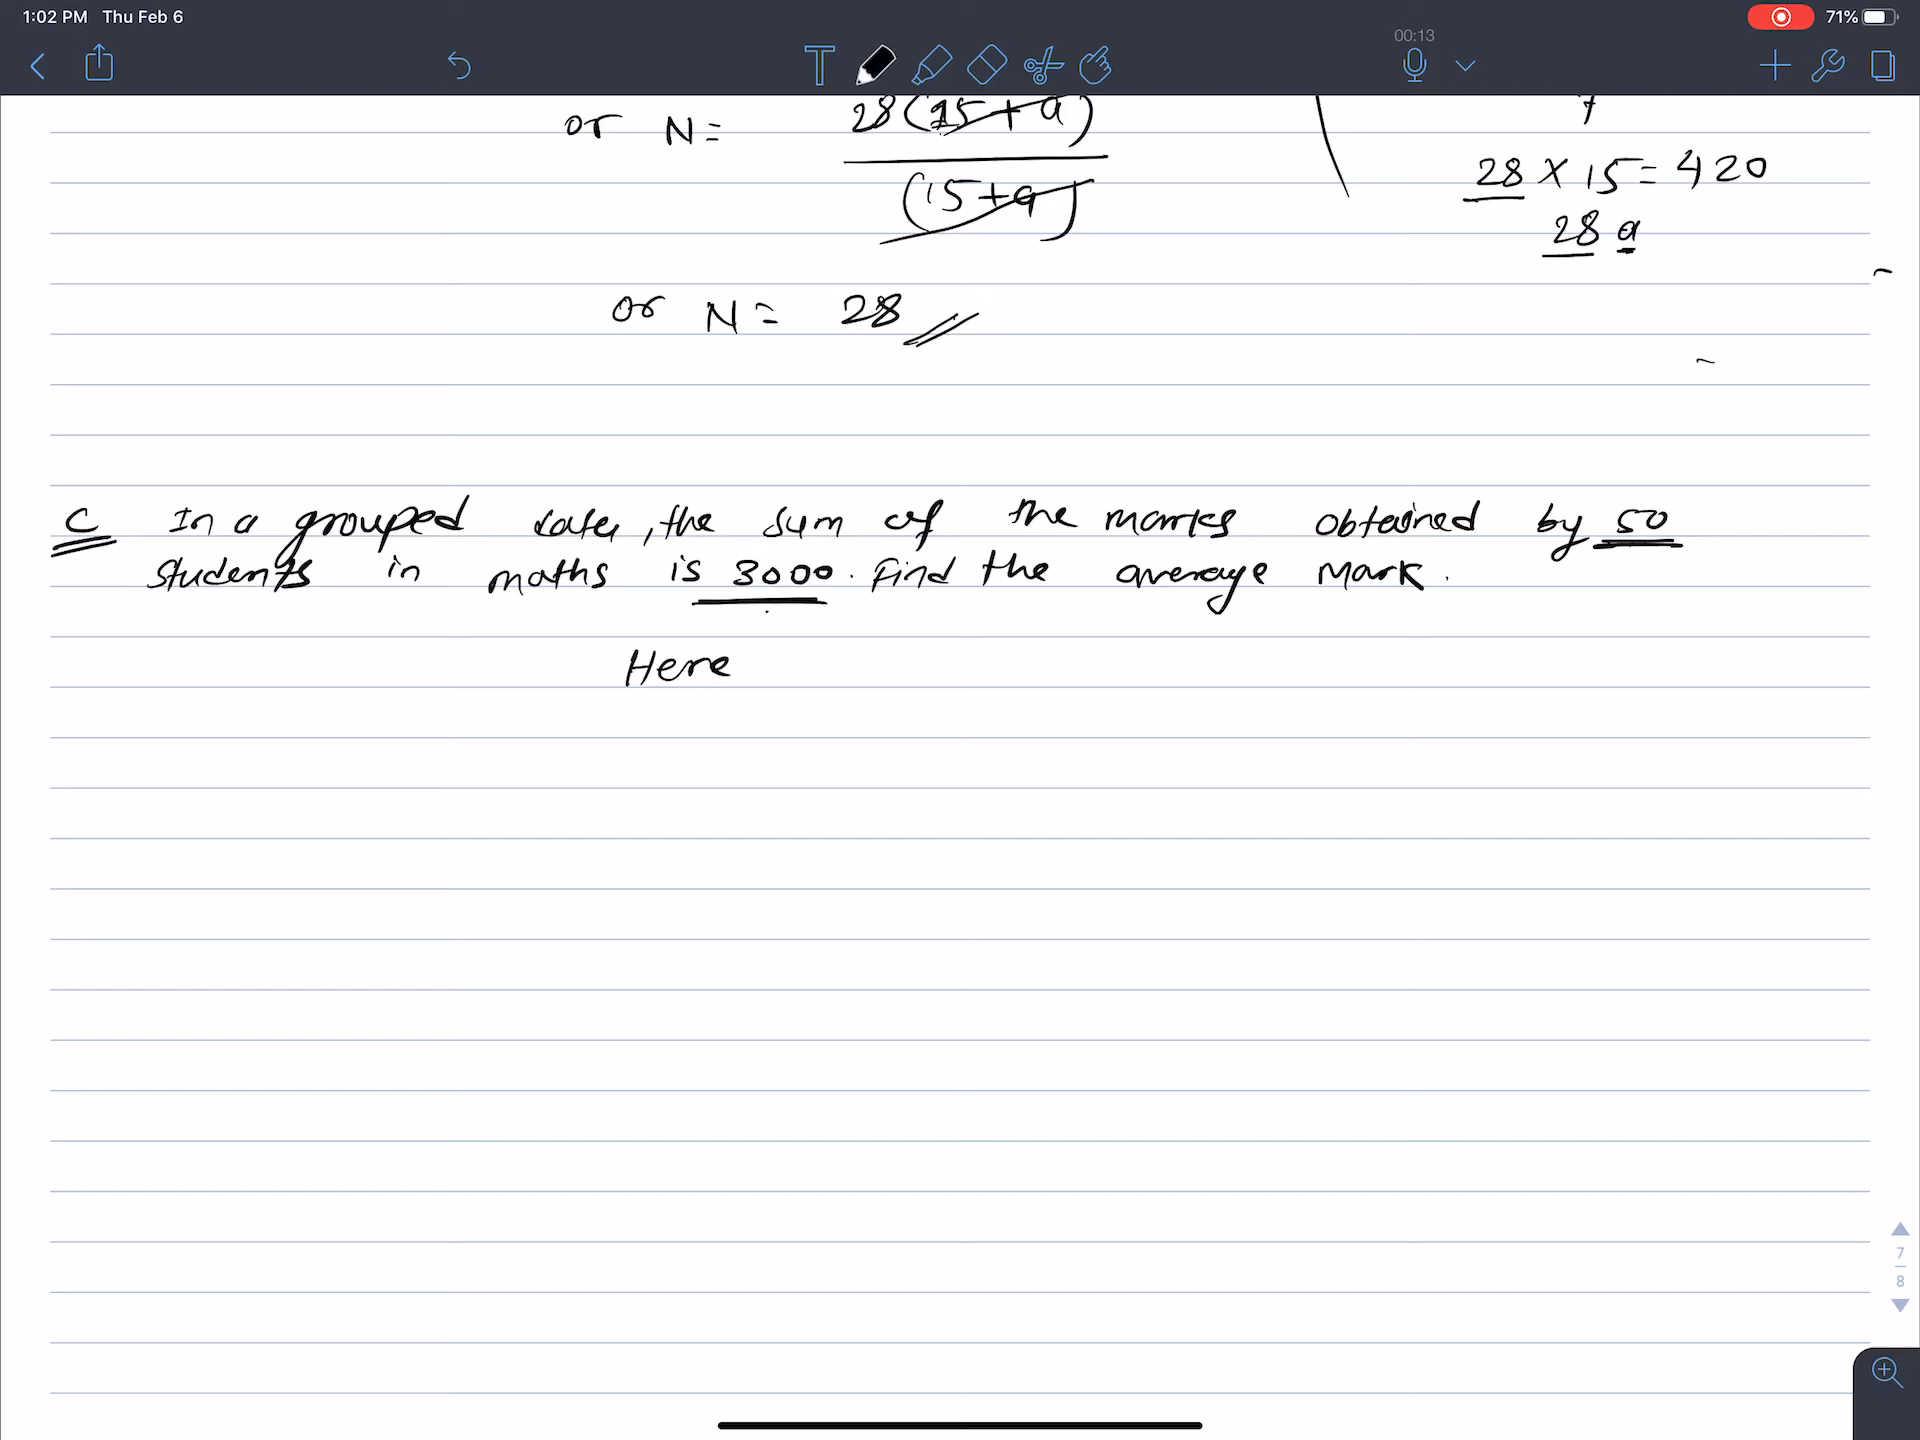 1:02 PM Thu Feb 6
71%
00:13
or N = 28(15+a)
(15+a)
28 × 15 = 420
28 a
or N = 28
C In a grouped data, the sum of the marks obtained by 50
students in maths is 3000. Find the average mark.
Here
7
8